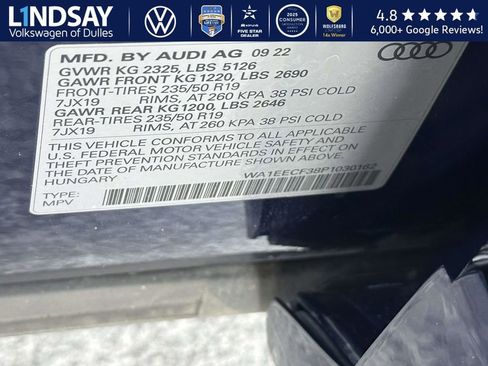 LINDSAY
VOLKSWAGEN
of Dulles
4.8
6,000+ Google Reviews!
MFD. BY AUDI AG 09 22
GVWR KG 2325, LBS 5126
GAWR FRONT KG 1220, LBS 2690
FRONT-TIRES 235/50 R19
7JX19 RIMS, AT 260 KPA 38 PSI COLD
GAWR REAR KG1200, LBS 2646
REAR-TIRES 235/50 R19
7JX19 RIMS, AT 260 KPA 38 PSI COLD
THIS VEHICLE CONFORMS TO ALL APPLICABLE
U.S. FEDERAL MOTOR VEHICLE SAFETY AND
THEFT PREVENTION STANDARDS IN EFFECT ON
THE DATE OF MANUFACTURE SHOWN ABOVE
HUNGARY
WA1EECF38P1030162
TYPE:
MPV